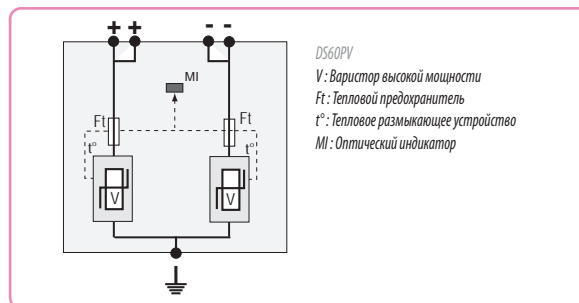 + + - -
MI
Ft Ft
t° t°
V V
DS60PV
V : Варистор высокой мощности
Ft : Тепловой предохранитель
t° : Тепловое размыкающее устройство
MI : Оптический индикатор